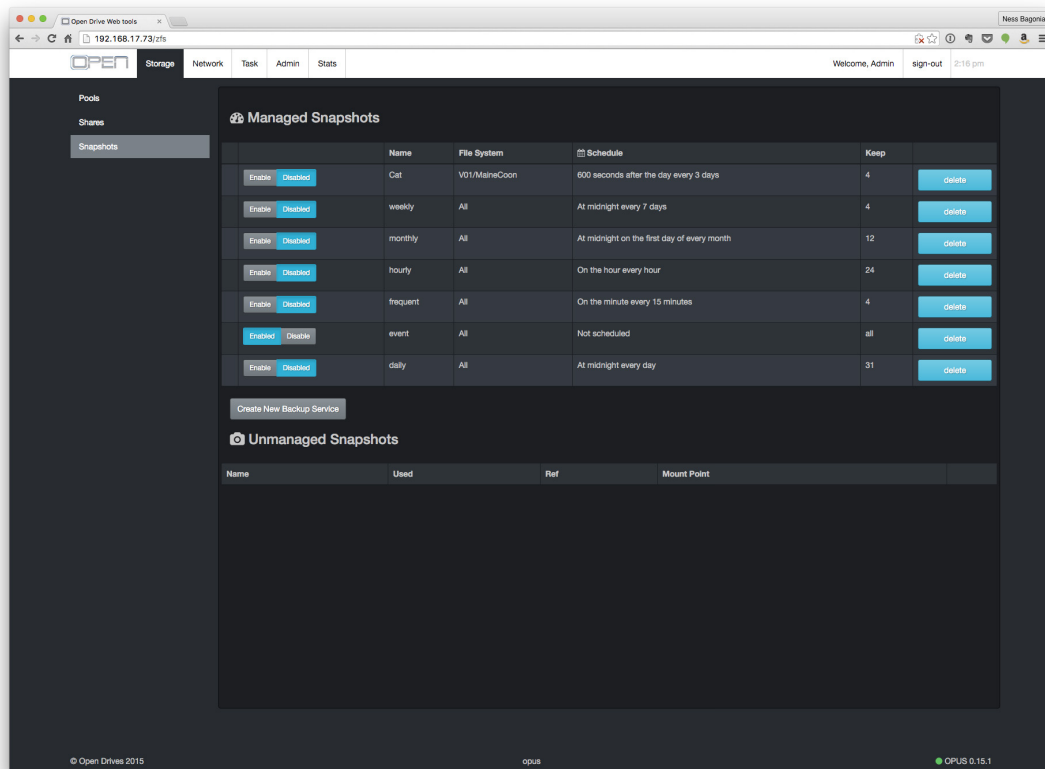 Open Drive Web tools
Ness Bagonia
192.168.17.73/zfs
OPEN Storage Network Task Admin Stats Welcome, Admin sign-out 2:16 pm
Pools
Shares
Snapshots
Managed Snapshots
Name File System Schedule Keep
Enable Disabled Cat V01/MaineCoon 600 seconds after the day every 3 days 4 delete
Enable Disabled weekly All At midnight every 7 days 4 delete
Enable Disabled monthly All At midnight on the first day of every month 12 delete
Enable Disabled hourly All On the hour every hour 24 delete
Enable Disabled frequent All On the minute every 15 minutes 4 delete
Enabled Disable event All Not scheduled all delete
Enable Disabled daily All At midnight every day 31 delete
Create New Backup Service
Unmanaged Snapshots
Name Used Ref Mount Point
© Open Drives 2015 opus OPUS 0.15.1